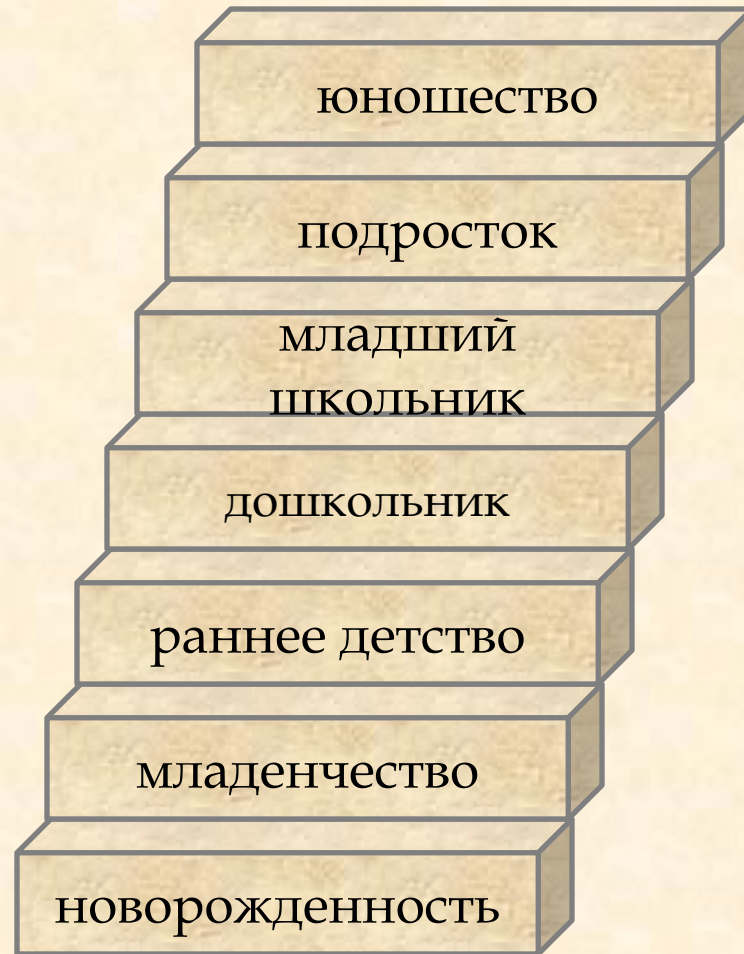 юношество
подросток
младший
школьник
дошкольник
раннее детство
младенчество
новорожденность